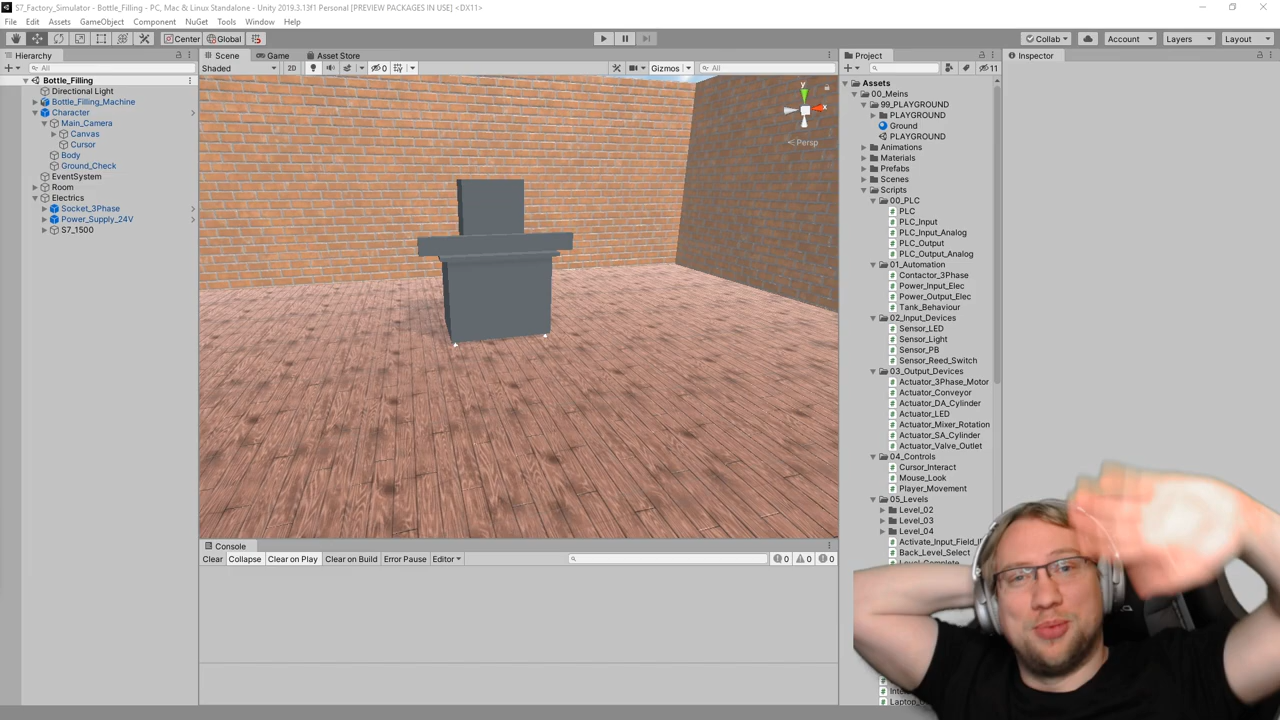 S7_Factory_Simulator - Bottle_Filling - PC, Mac & Linux Standalone - Unity 2019.3.13f1 Personal [PREVIEW PACKAGES IN USE] <DX11>
File Edit Assets GameObject Component NuGet Tools Window Help
Center Global Collab Account Layers Layout
Hierarchy
All
Bottle_Filling
Directional Light
Bottle_Filling_Machine
Character
Main_Camera
Canvas
Cursor
Body
Ground_Check
EventSystem
Room
Electrics
Socket_3Phase
Power_Supply_24V
S7_1500
Scene Game Asset Store
Shaded 2D 0 Gizmos All
y
x
Persp
Console
Clear Collapse Clear on Play Clear on Build Error Pause Editor 0 0 0
Project
11
Assets
00_Meins
99_PLAYGROUND
PLAYGROUND
Ground
PLAYGROUND
Animations
Materials
Prefabs
Scenes
Scripts
00_PLC
PLC
PLC_Input
PLC_Input_Analog
PLC_Output
PLC_Output_Analog
01_Automation
Contactor_3Phase
Power_Input_Elec
Power_Output_Elec
Tank_Behaviour
02_Input_Devices
Sensor_LED
Sensor_Light
Sensor_PB
Sensor_Reed_Switch
03_Output_Devices
Actuator_3Phase_Motor
Actuator_Conveyor
Actuator_DA_Cylinder
Actuator_LED
Actuator_Mixer_Rotation
Actuator_SA_Cylinder
Actuator_Valve_Outlet
04_Controls
Cursor_Interact
Mouse_Look
Player_Movement
05_Levels
Level_02
Level_03
Level_04
Activate_Input_Field_I
Back_Level_Select
Inspector